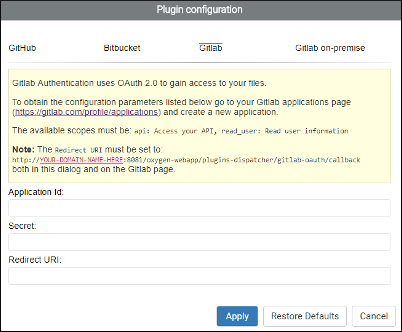 Plugin configuration
GitHub Bitbucket Gitlab Gitlab on-premise
Gitlab Authentication uses OAuth 2.0 to gain access to your files.
To obtain the configuration parameters listed below go to your Gitlab applications page
(https://gitlab.com/profile/applications) and create a new application.
The available scopes must be: api: Access your API, read_user: Read user information
Note: The Redirect URI must be set to:
http://YOUR-DOMAIN-NAME-HERE:8081/oxygen-webapp/plugins-dispatcher/gitlab-oauth/callback
both in this dialog and on the Gitlab page.
Application Id:
Secret:
Redirect URI:
Apply Restore Defaults Cancel